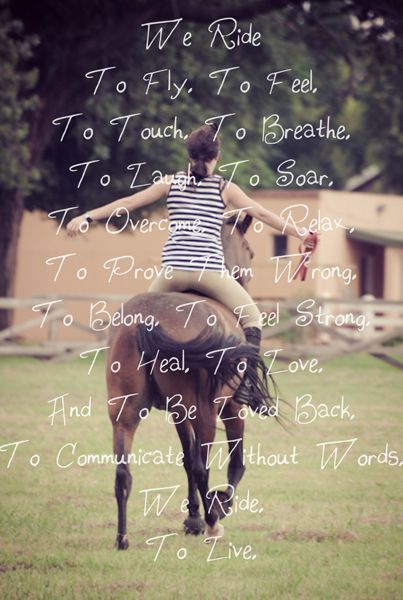 We Ride
To Fly, To Feel,
To Touch, To Breathe,
To Laugh, To Soar,
To Overcome, To Relax,
To Prove Them Wrong,
To Belong, To Feel Strong,
To Heal, To Love,
And To Be Loved Back,
To Communicate Without Words,
We Ride,
To Live,